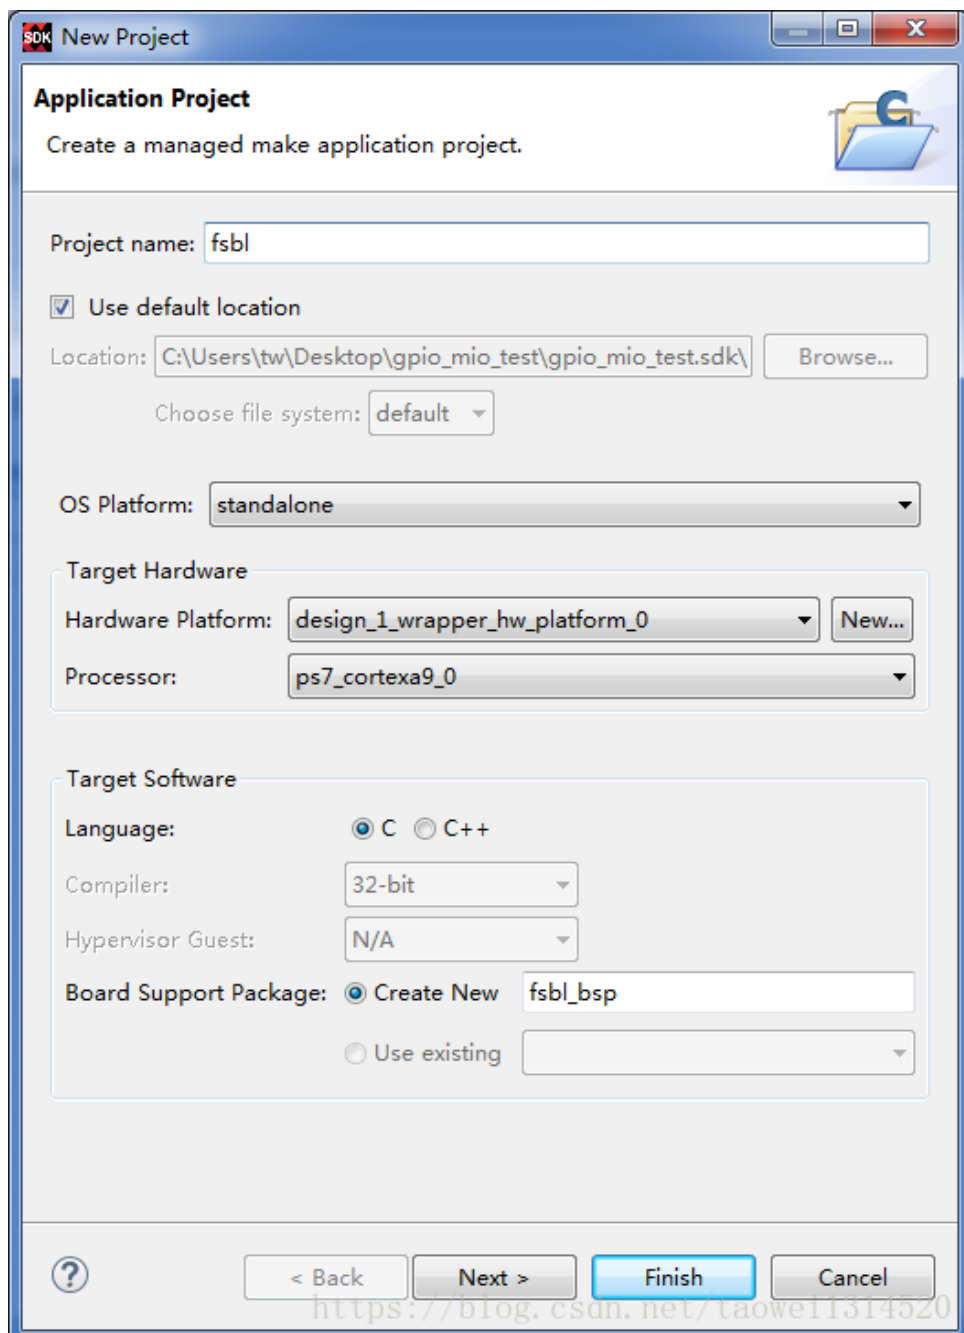 SDK New Project
Application Project
Create a managed make application project.
Project name: fsbl
Use default location
Location: C:\Users\tw\Desktop\gpio_mio_test\gpio_mio_test.sdk\ Browse...
Choose file system: default
OS Platform: standalone
Target Hardware
Hardware Platform: design_1_wrapper_hw_platform_0 New...
Processor: ps7_cortexa9_0
Target Software
Language: C C++
Compiler: 32-bit
Hypervisor Guest: N/A
Board Support Package: Create New fsbl_bsp
Use existing
? < Back Next > Finish Cancel
https://blog.csdn.net/taowei1314520